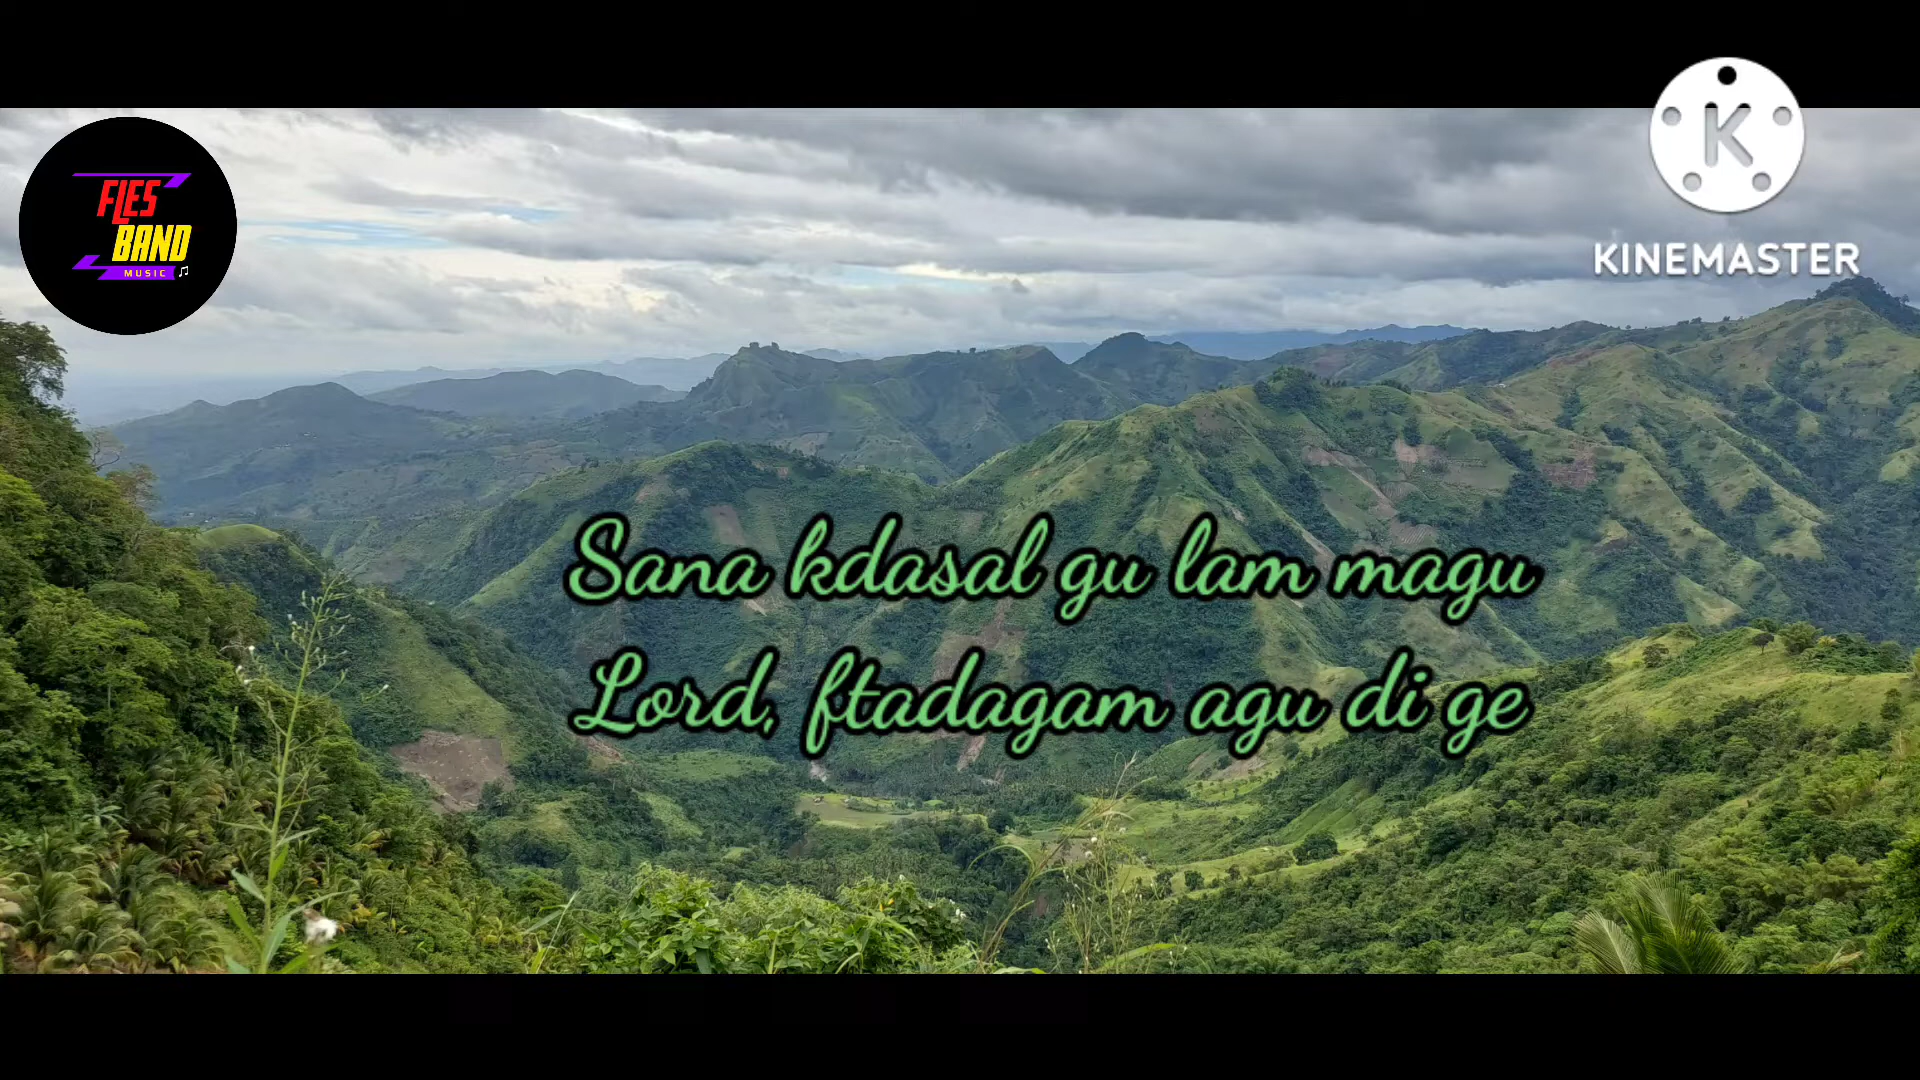 FLES
BAND
MUSIC
KINEMASTER
Sana kdasal gu lam magu
Lord, ftadagam agu di ge